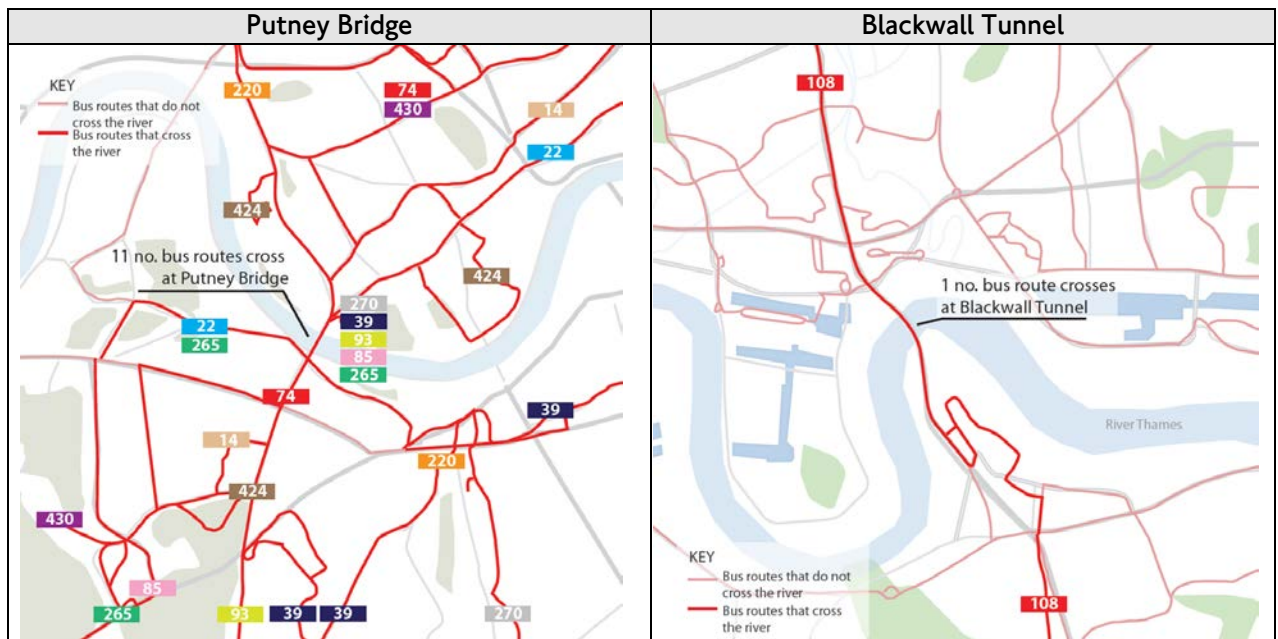 Putney Bridge
KEY
Bus routes that do not
cross the river
Bus routes that cross
the river
220
74
430
14
22
424
424
11 no. bus routes cross
at Putney Bridge
270
39
93
85
265
22
265
74
39
14
220
424
430
85
265
93
39
39
270
Blackwall Tunnel
108
1 no. bus route crosses
at Blackwall Tunnel
River Thames
KEY
Bus routes that do not
cross the river
Bus routes that cross
the river
108